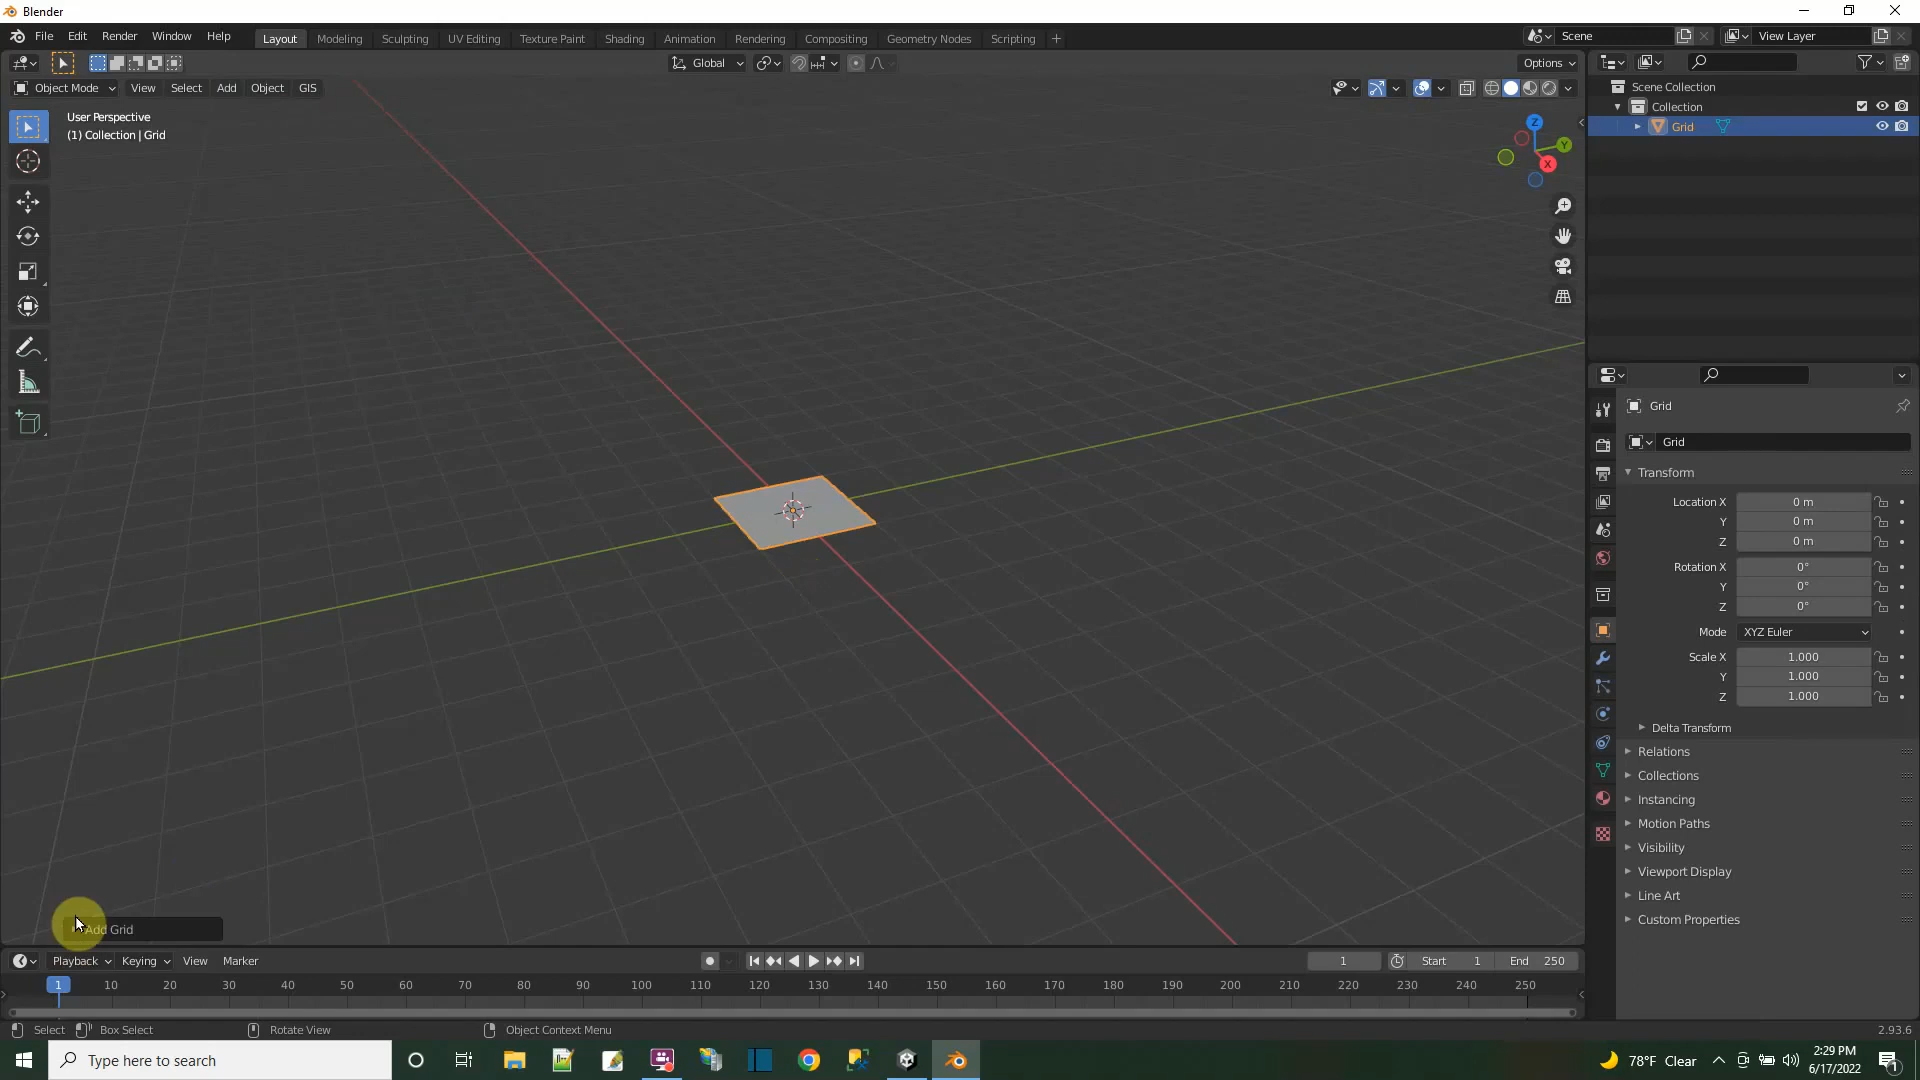 Blender
File Edit Render Window Help
Layout Modeling Sculpting UV Editing Texture Paint Shading Animation Rendering Compositing Geometry Nodes Scripting +
Scene
View Layer
Global
Options
Object Mode View Select Add Object GIS
User Perspective
(1) Collection | Grid
Z
Y
X
Scene Collection
Collection
Grid
Grid
Grid
Transform
Location X 0 m
Y 0 m
Z 0 m
Rotation X 0°
Y 0°
Z 0°
Mode XYZ Euler
Scale X 1.000
Y 1.000
Z 1.000
Delta Transform
Relations
Collections
Instancing
Motion Paths
Visibility
Viewport Display
Line Art
Custom Properties
Add Grid
Playback Keying View Marker
1 Start 1 End 250
1 10 20 30 40 50 60 70 80 90 100 110 120 130 140 150 160 170 180 190 200 210 220 230 240 250
Select Box Select Rotate View Object Context Menu
2.93.6
Type here to search
78°F Clear
2:29 PM
6/17/2022
1